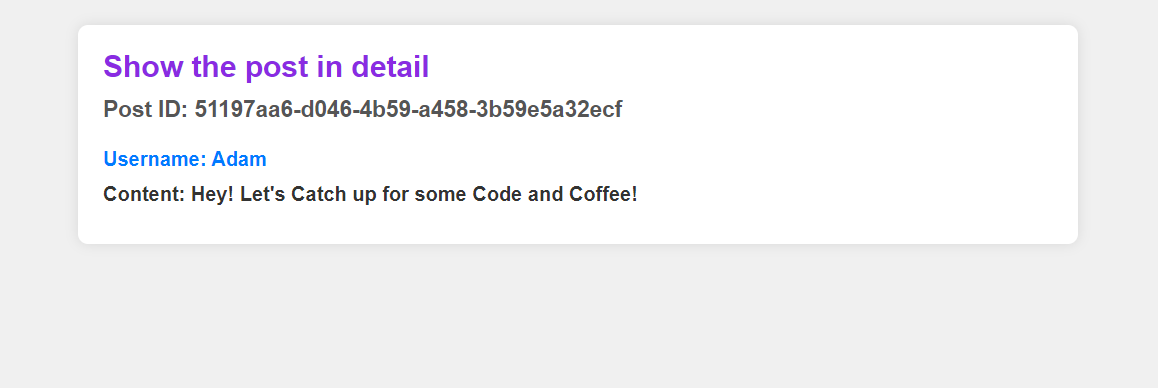 Show the post in detail
Post ID: 51197aa6-d046-4b59-a458-3b59e5a32ecf
Username: Adam
Content: Hey! Let's Catch up for some Code and Coffee!